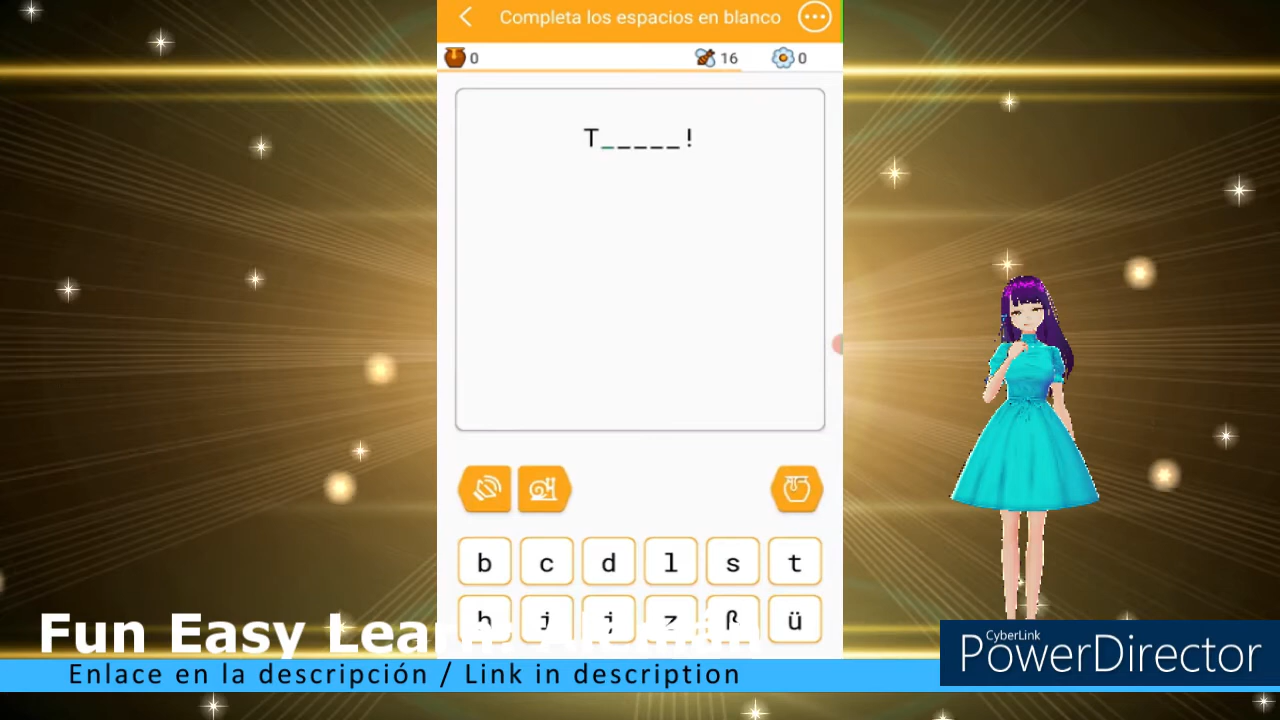 Completa los espacios en blanco
0
16
0
T_____!
b c d l s t
h j j z ß ü
Fun Easy Learn:
Enlace en la descripción / Link in description
CyberLink
PowerDirector